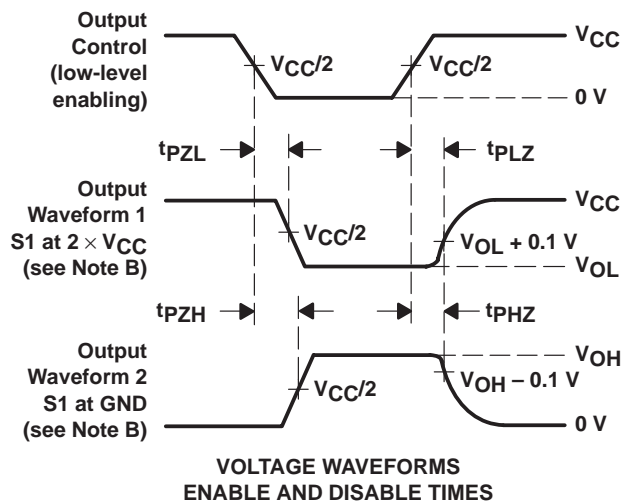 Output
Control
(low-level
enabling)
VCC
VCC/2
VCC/2
0 V
tPZL
tPLZ
Output
Waveform 1
S1 at 2 × VCC
(see Note B)
VCC
VCC/2
VOL + 0.1 V
VOL
tPZH
tPHZ
Output
Waveform 2
S1 at GND
(see Note B)
VOH
VCC/2
VOH – 0.1 V
0 V
VOLTAGE WAVEFORMS
ENABLE AND DISABLE TIMES